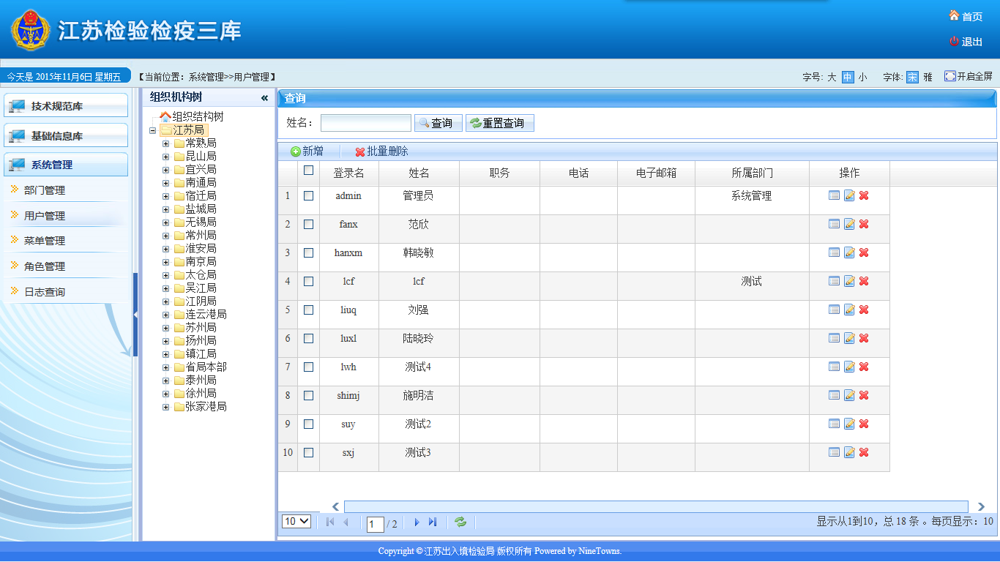 江苏检验检疫三库
首页
退出
今天是 2015年11月6日 星期五
【当前位置：系统管理>>用户管理】
字号: 大 中 小 字体: 宋 雅 开启全屏
技术规范库
基础信息库
系统管理
部门管理
用户管理
菜单管理
角色管理
日志查询
组织机构树 «
组织结构树
江苏局
常熟局
昆山局
宜兴局
南通局
宿迁局
盐城局
无锡局
常州局
淮安局
南京局
太仓局
吴江局
江阴局
连云港局
苏州局
扬州局
镇江局
省局本部
泰州局
徐州局
张家港局
查询
姓名： 查询 重置查询
新增 批量删除
登录名 姓名 职务 电话 电子邮箱 所属部门 操作
1 admin 管理员 系统管理
2 fanx 范欣
3 hanxm 韩晓敏
4 lcf lcf 测试
5 liuq 刘强
6 luxl 陆晓玲
7 lwh 测试4
8 shimj 施明洁
9 suy 测试2
10 sxj 测试3
10 1 / 2 显示从1到10，总 18 条 。每页显示：10
Copyright © 江苏出入境检验局 版权所有 Powered by NineTowns.